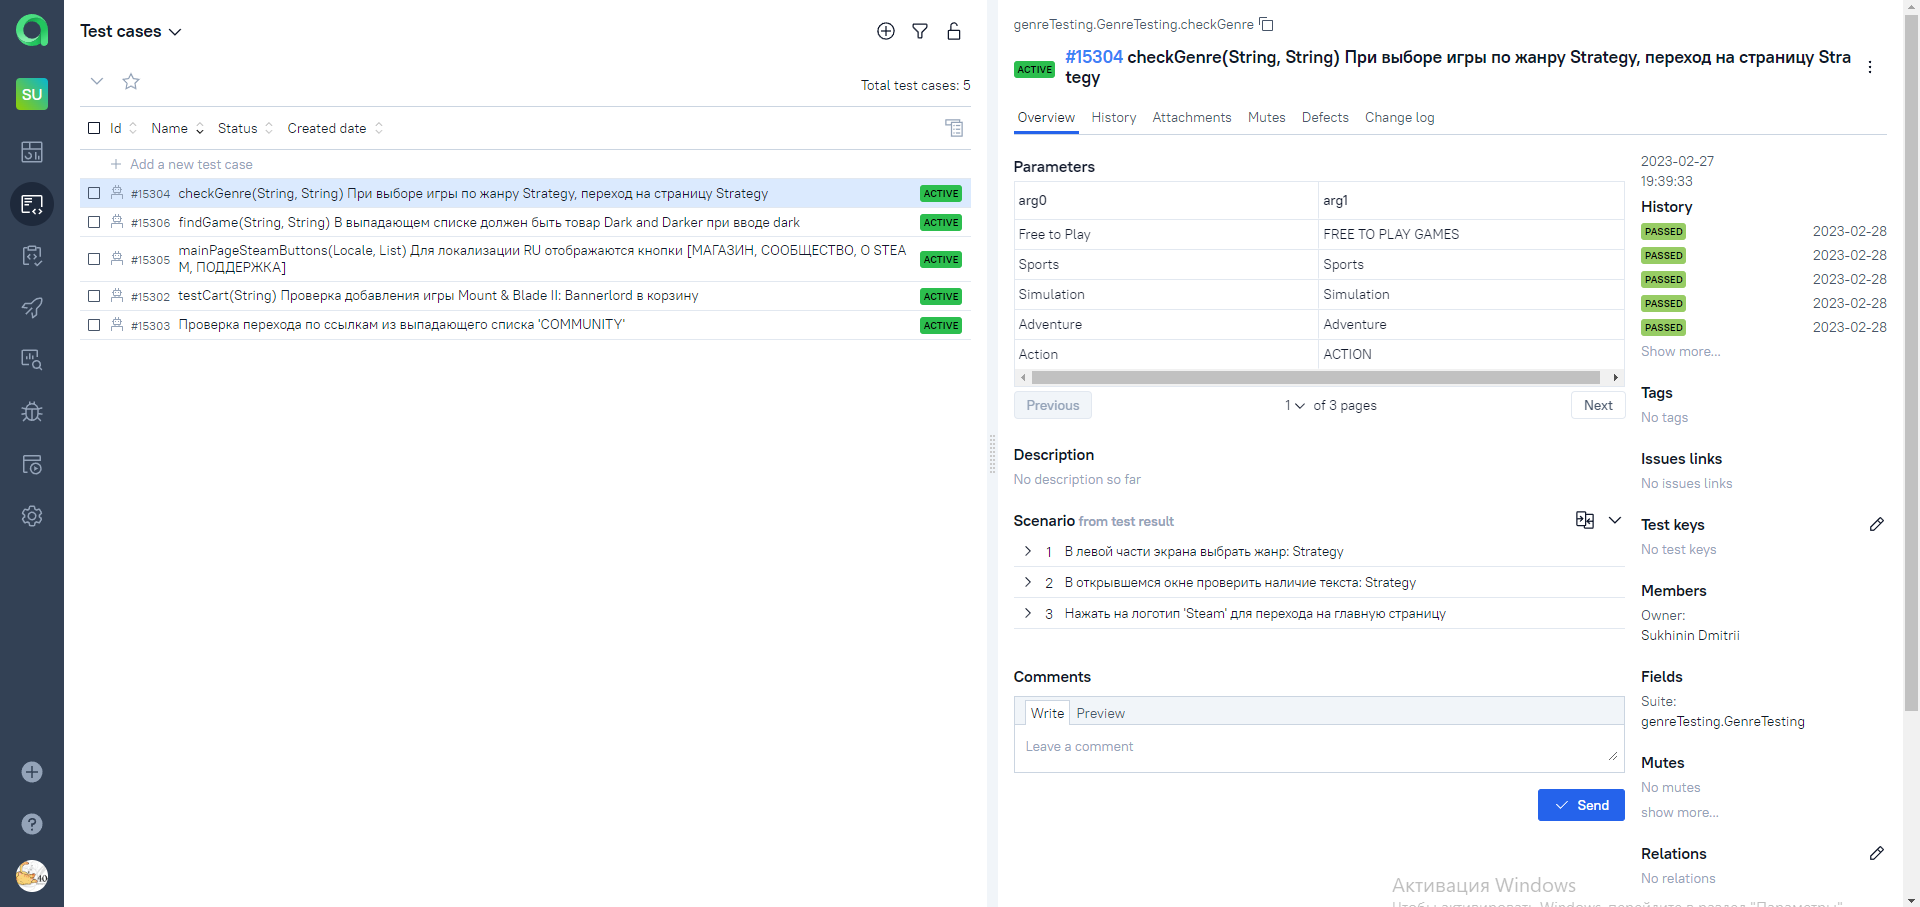 SU
Test cases
Total test cases: 5
Id Name Status Created date
Add a new test case
#15304 checkGenre(String, String) При выборе игры по жанру Strategy, переход на страницу Strategy ACTIVE
#15306 findGame(String, String) В выпадающем списке должен быть товар Dark and Darker при вводе dark ACTIVE
#15305 mainPageSteamButtons(Locale, List) Для локализации RU отображаются кнопки [МАГАЗИН, СООБЩЕСТВО, О STEA
М, ПОДДЕРЖКА] ACTIVE
#15302 testCart(String) Проверка добавления игры Mount & Blade II: Bannerlord в корзину ACTIVE
#15303 Проверка перехода по ссылкам из выпадающего списка 'COMMUNITY' ACTIVE
genreTesting.GenreTesting.checkGenre
ACTIVE #15304 checkGenre(String, String) При выборе игры по жанру Strategy, переход на страницу Stra
tegy
Overview History Attachments Mutes Defects Change log
Parameters
arg0 arg1
Free to Play FREE TO PLAY GAMES
Sports Sports
Simulation Simulation
Adventure Adventure
Action ACTION
Previous 1 of 3 pages Next
Description
No description so far
Scenario from test result
1 В левой части экрана выбрать жанр: Strategy
2 В открывшемся окне проверить наличие текста: Strategy
3 Нажать на логотип 'Steam' для перехода на главную страницу
Comments
Write Preview
Leave a comment
Send
2023-02-27
19:39:33
History
PASSED 2023-02-28
PASSED 2023-02-28
PASSED 2023-02-28
PASSED 2023-02-28
PASSED 2023-02-28
Show more...
Tags
No tags
Issues links
No issues links
Test keys
No test keys
Members
Owner:
Sukhinin Dmitrii
Fields
Suite:
genreTesting.GenreTesting
Mutes
No mutes
show more...
Relations
No relations
Активация Windows
Чтобы активировать Windows, перейдите в раздел "Параметры".